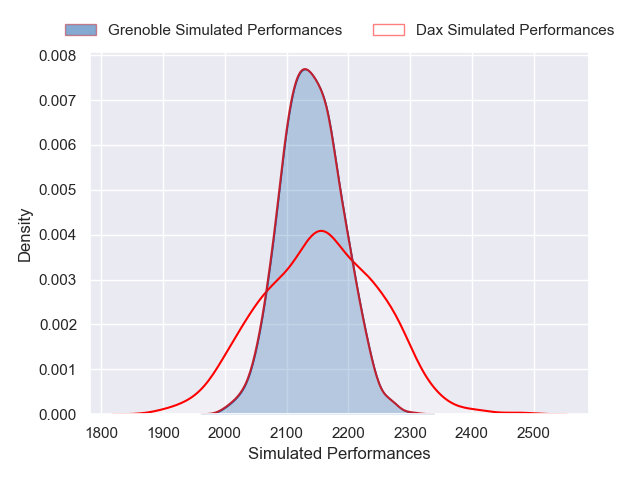 Grenoble Simulated Performances Dax Simulated Performances
0.008
0.007
0.006
0.005
0.004
0.003
0.002
0.001
0.000
Density
1800 1900 2000 2100 2200 2300 2400 2500
Simulated Performances